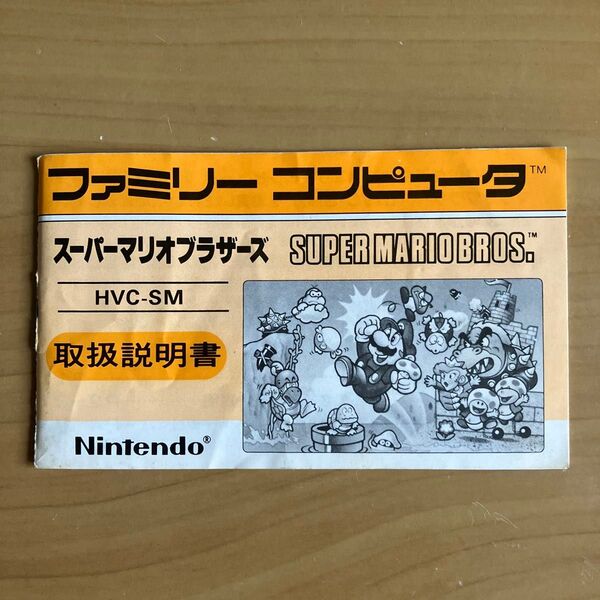 ファミリー コンピュータ™
スーパーマリオブラザーズ SUPER MARIO BROS.™
HVC-SM
取扱説明書
Nintendo®